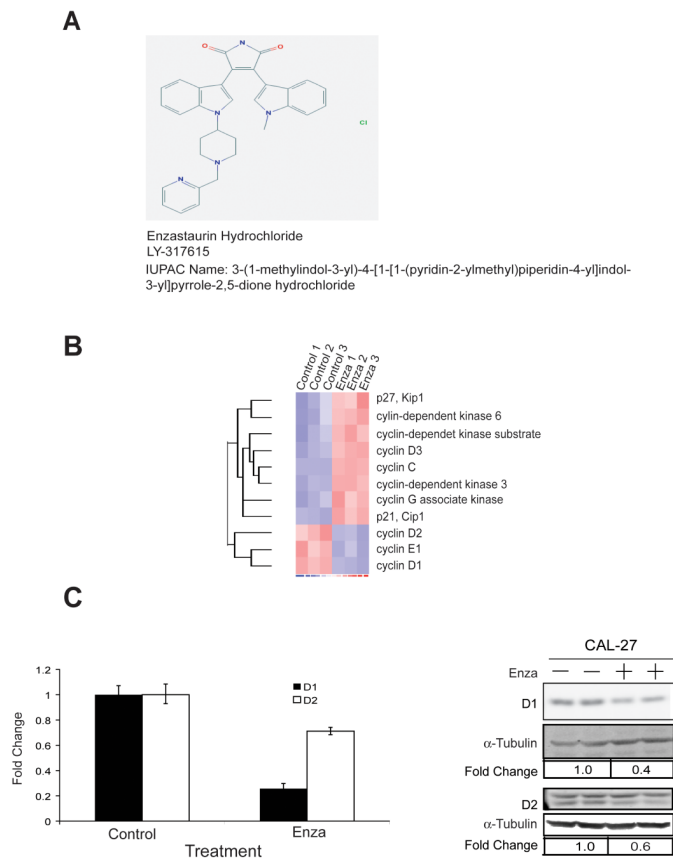 A
O
N
O
N
N
N
N
Cl
Enzastaurin Hydrochloride
LY-317615
IUPAC Name: 3-(1-methylindol-3-yl)-4-[1-[1-(pyridin-2-ylmethyl)piperidin-4-yl]indol-
3-yl]pyrrole-2,5-dione hydrochloride
B
Control 1
Control 2
Control 3
Enza 1
Enza 2
Enza 3
p27, Kip1
cylin-dependent kinase 6
cyclin-dependet kinase substrate
cyclin D3
cyclin C
cyclin-dependent kinase 3
cyclin G associate kinase
p21, Cip1
cyclin D2
cyclin E1
cyclin D1
C
Fold Change
1.2
1
0.8
0.6
0.4
0.2
0
D1
D2
Control
Enza
Treatment
CAL-27
Enza — — + +
D1
α-Tubulin
Fold Change 1.0 0.4
D2
α-Tubulin
Fold Change 1.0 0.6